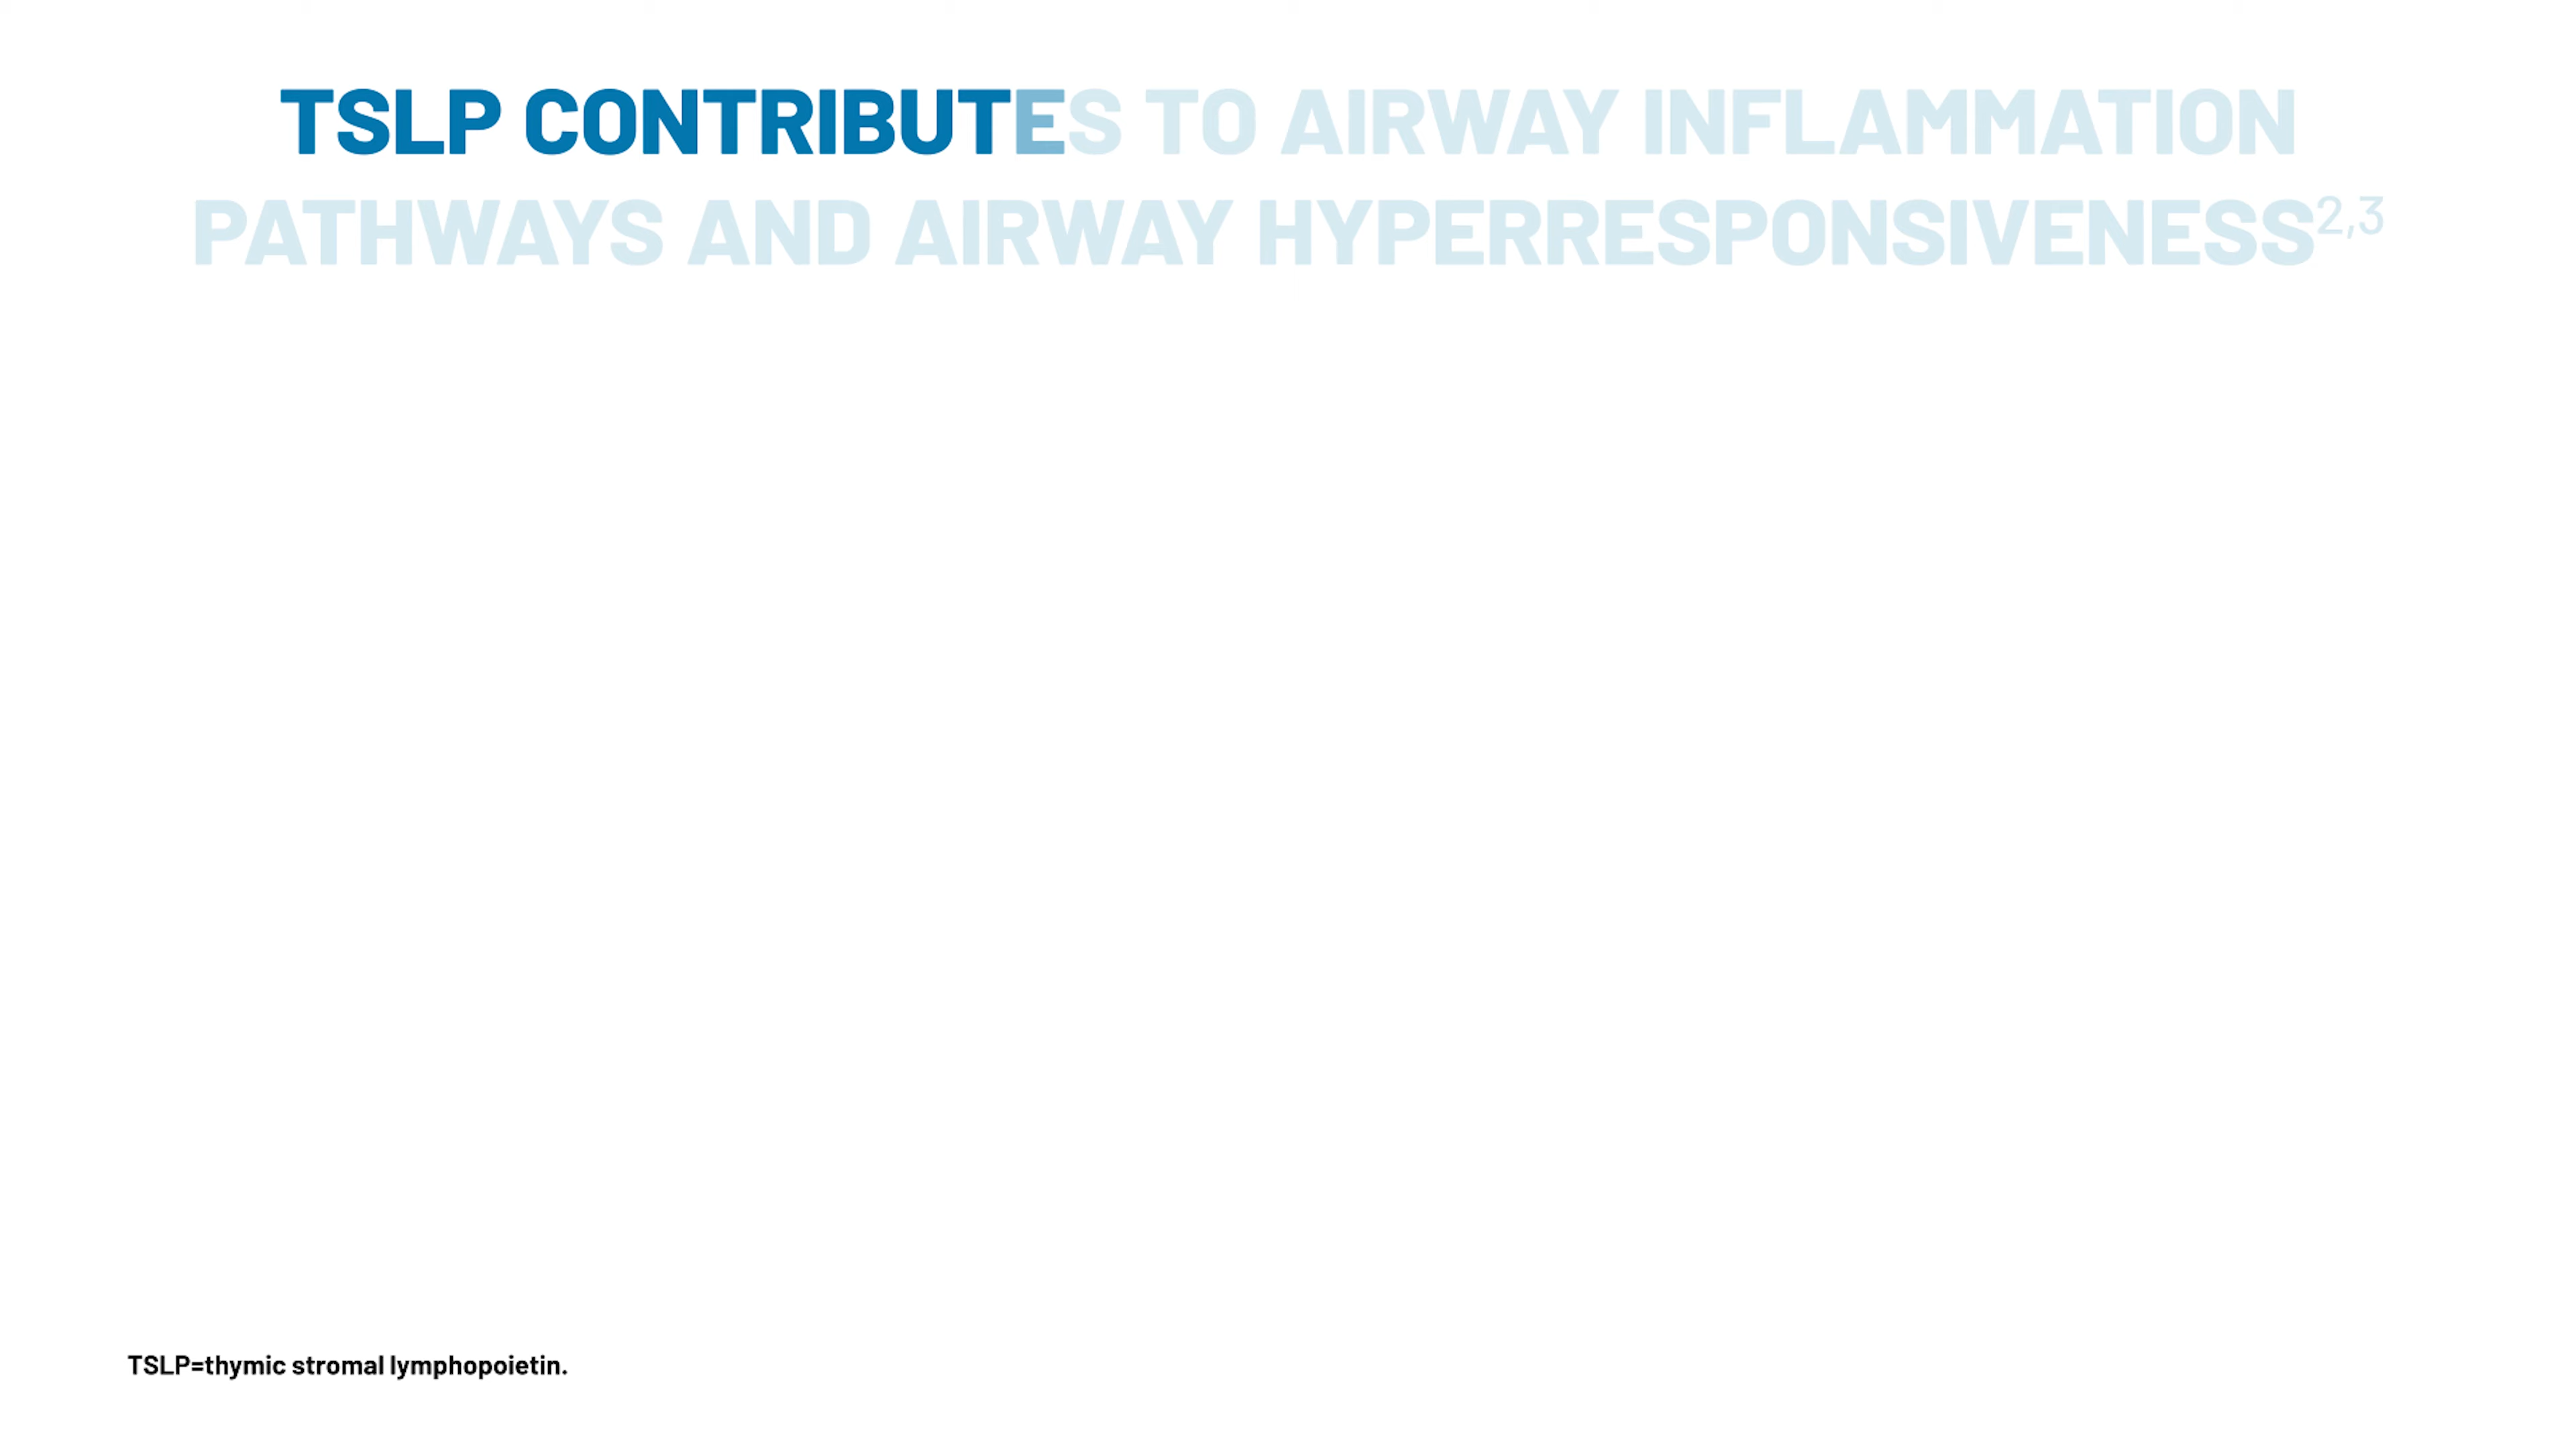 TSLP CONTRIBUTES TO AIRWAY INFLAMMATION
PATHWAYS AND AIRWAY HYPERRESPONSIVENESS2,3
TSLP=thymic stromal lymphopoietin.